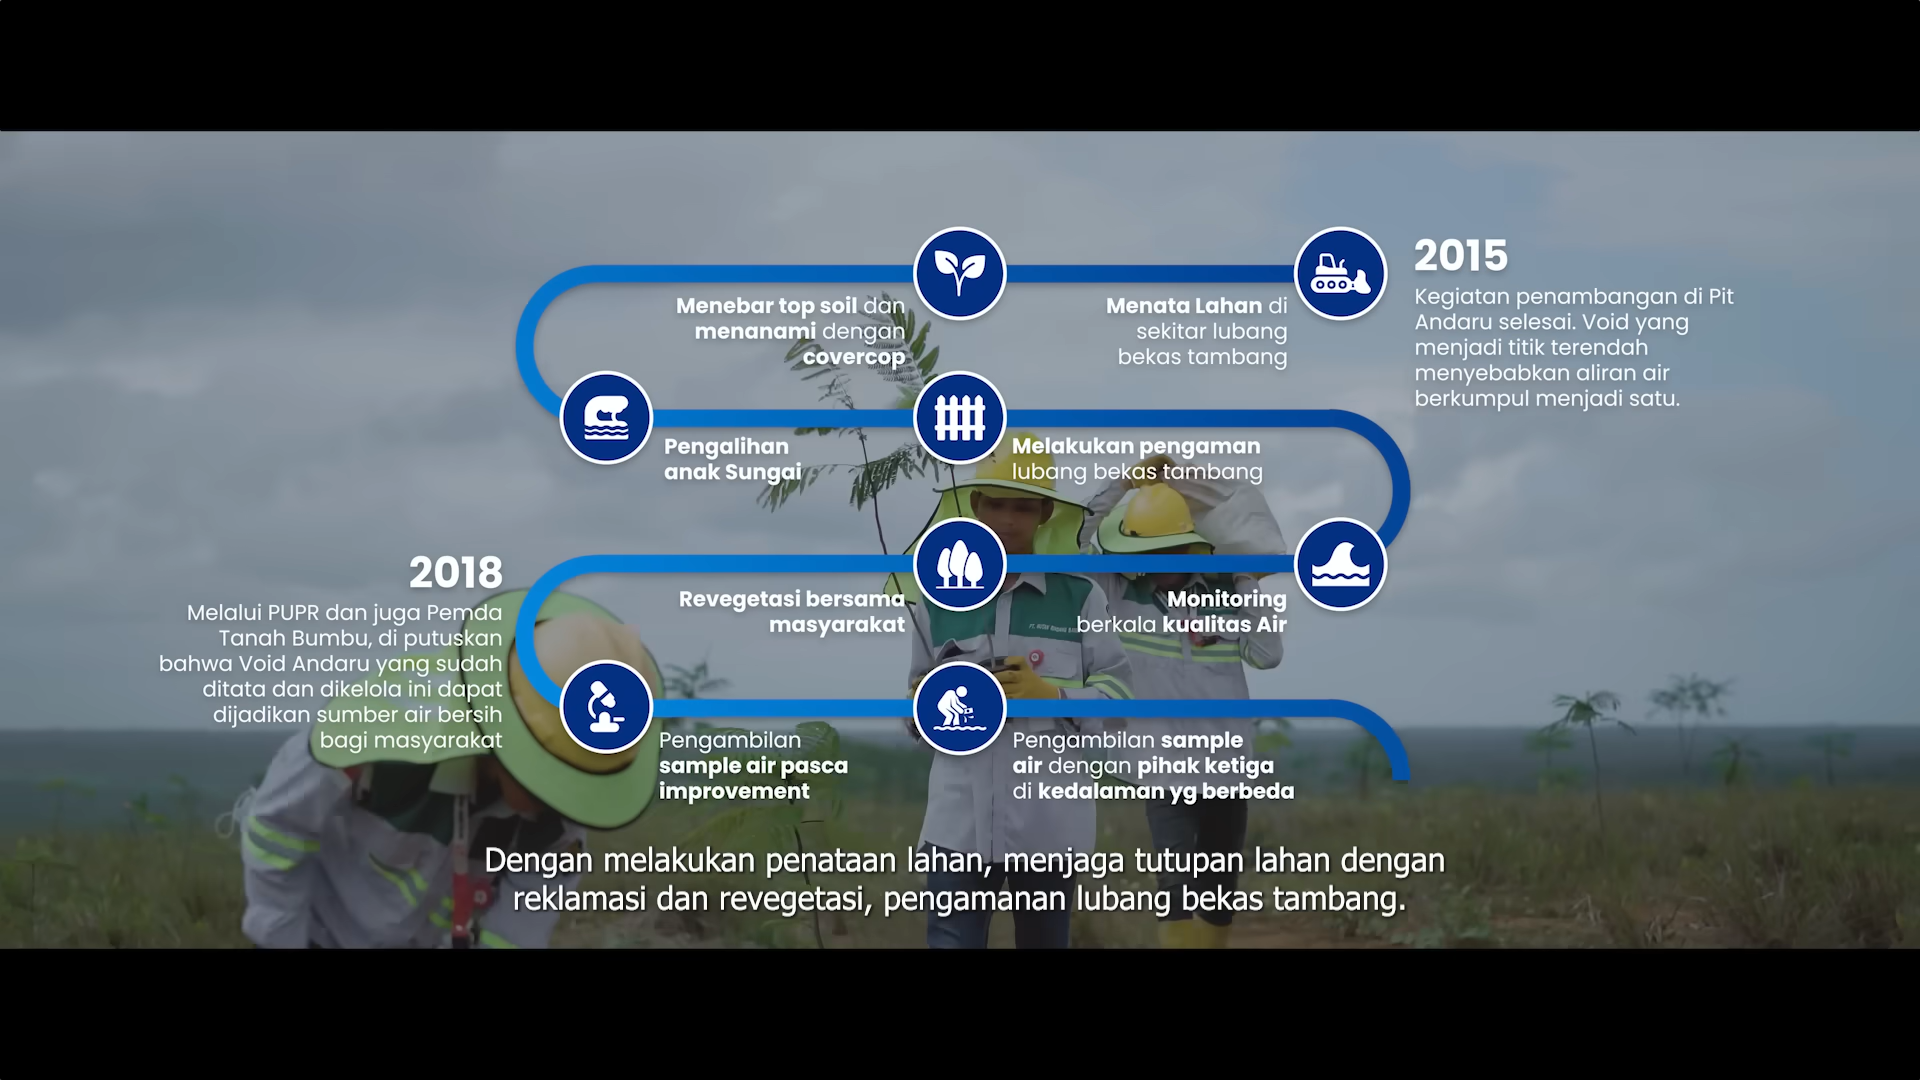 2015
Kegiatan penambangan di Pit
Andaru selesai. Void yang
menjadi titik terendah
menyebabkan aliran air
berkumpul menjadi satu.
Menata Lahan di
sekitar lubang
bekas tambang
Menebar top soil dan
menanami dengan
covercop
Pengalihan
anak Sungai
Melakukan pengaman
lubang bekas tambang
Monitoring
berkala kualitas Air
Revegetasi bersama
masyarakat
2018
Melalui PUPR dan juga Pemda
Tanah Bumbu, di putuskan
bahwa Void Andaru yang sudah
ditata dan dikelola ini dapat
dijadikan sumber air bersih
bagi masyarakat
Pengambilan
sample air pasca
improvement
Pengambilan sample
air dengan pihak ketiga
di kedalaman yg berbeda
Dengan melakukan penataan lahan, menjaga tutupan lahan dengan
reklamasi dan revegetasi, pengamanan lubang bekas tambang.